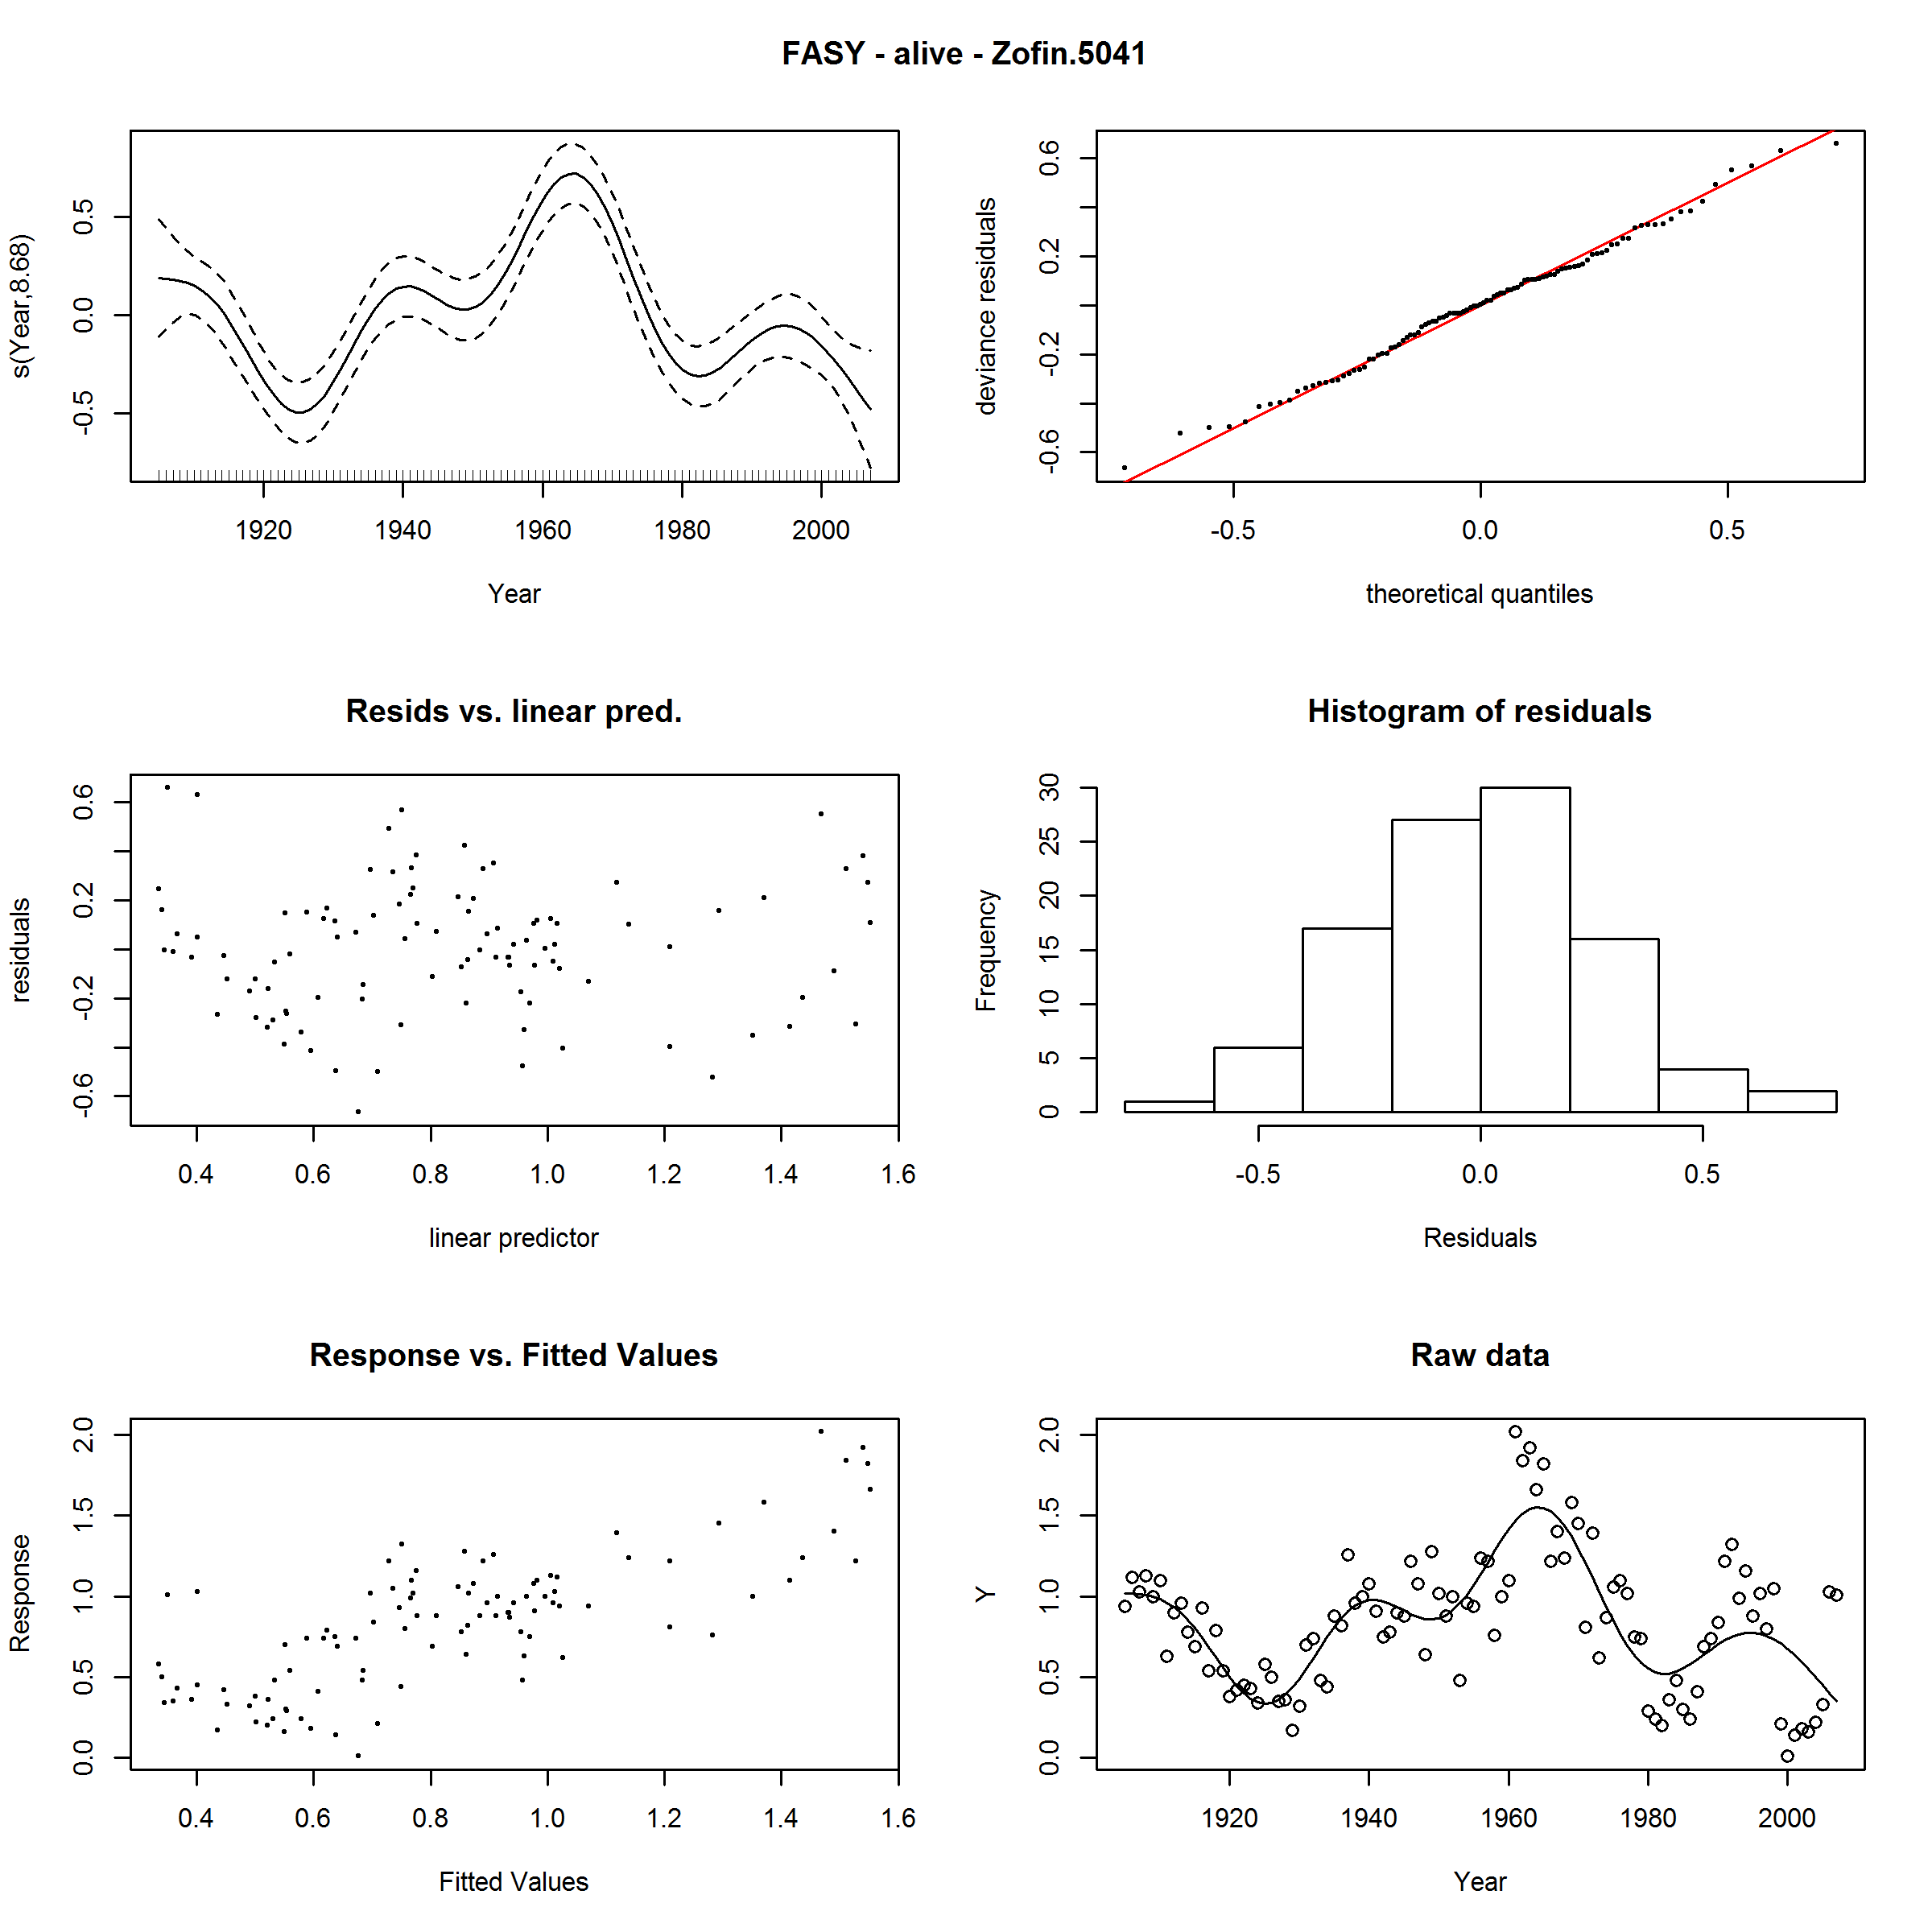 FASY - alive - Zofin.5041
s(Year,8.68)
-0.5 0.0 0.5
1920 1940 1960 1980 2000
Year
deviance residuals
-0.6 -0.2 0.2 0.6
-0.5 0.0 0.5
theoretical quantiles
Resids vs. linear pred.
residuals
-0.6 -0.2 0.2 0.6
0.4 0.6 0.8 1.0 1.2 1.4 1.6
linear predictor
Histogram of residuals
Frequency
0 5 10 15 20 25 30
-0.5 0.0 0.5
Residuals
Response vs. Fitted Values
Response
0.0 0.5 1.0 1.5 2.0
0.4 0.6 0.8 1.0 1.2 1.4 1.6
Fitted Values
Raw data
Y
0.0 0.5 1.0 1.5 2.0
1920 1940 1960 1980 2000
Year